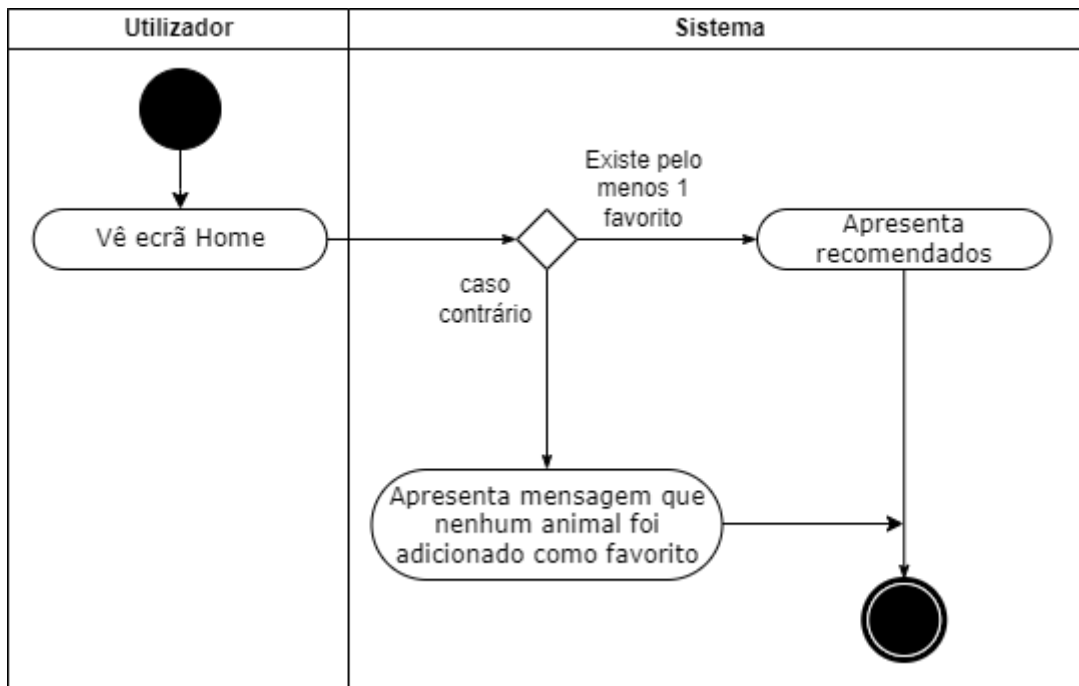 Utilizador
Sistema
Existe pelo
menos 1
favorito
Vê ecrã Home
Apresenta
recomendados
caso
contrário
Apresenta mensagem que
nenhum animal foi
adicionado como favorito